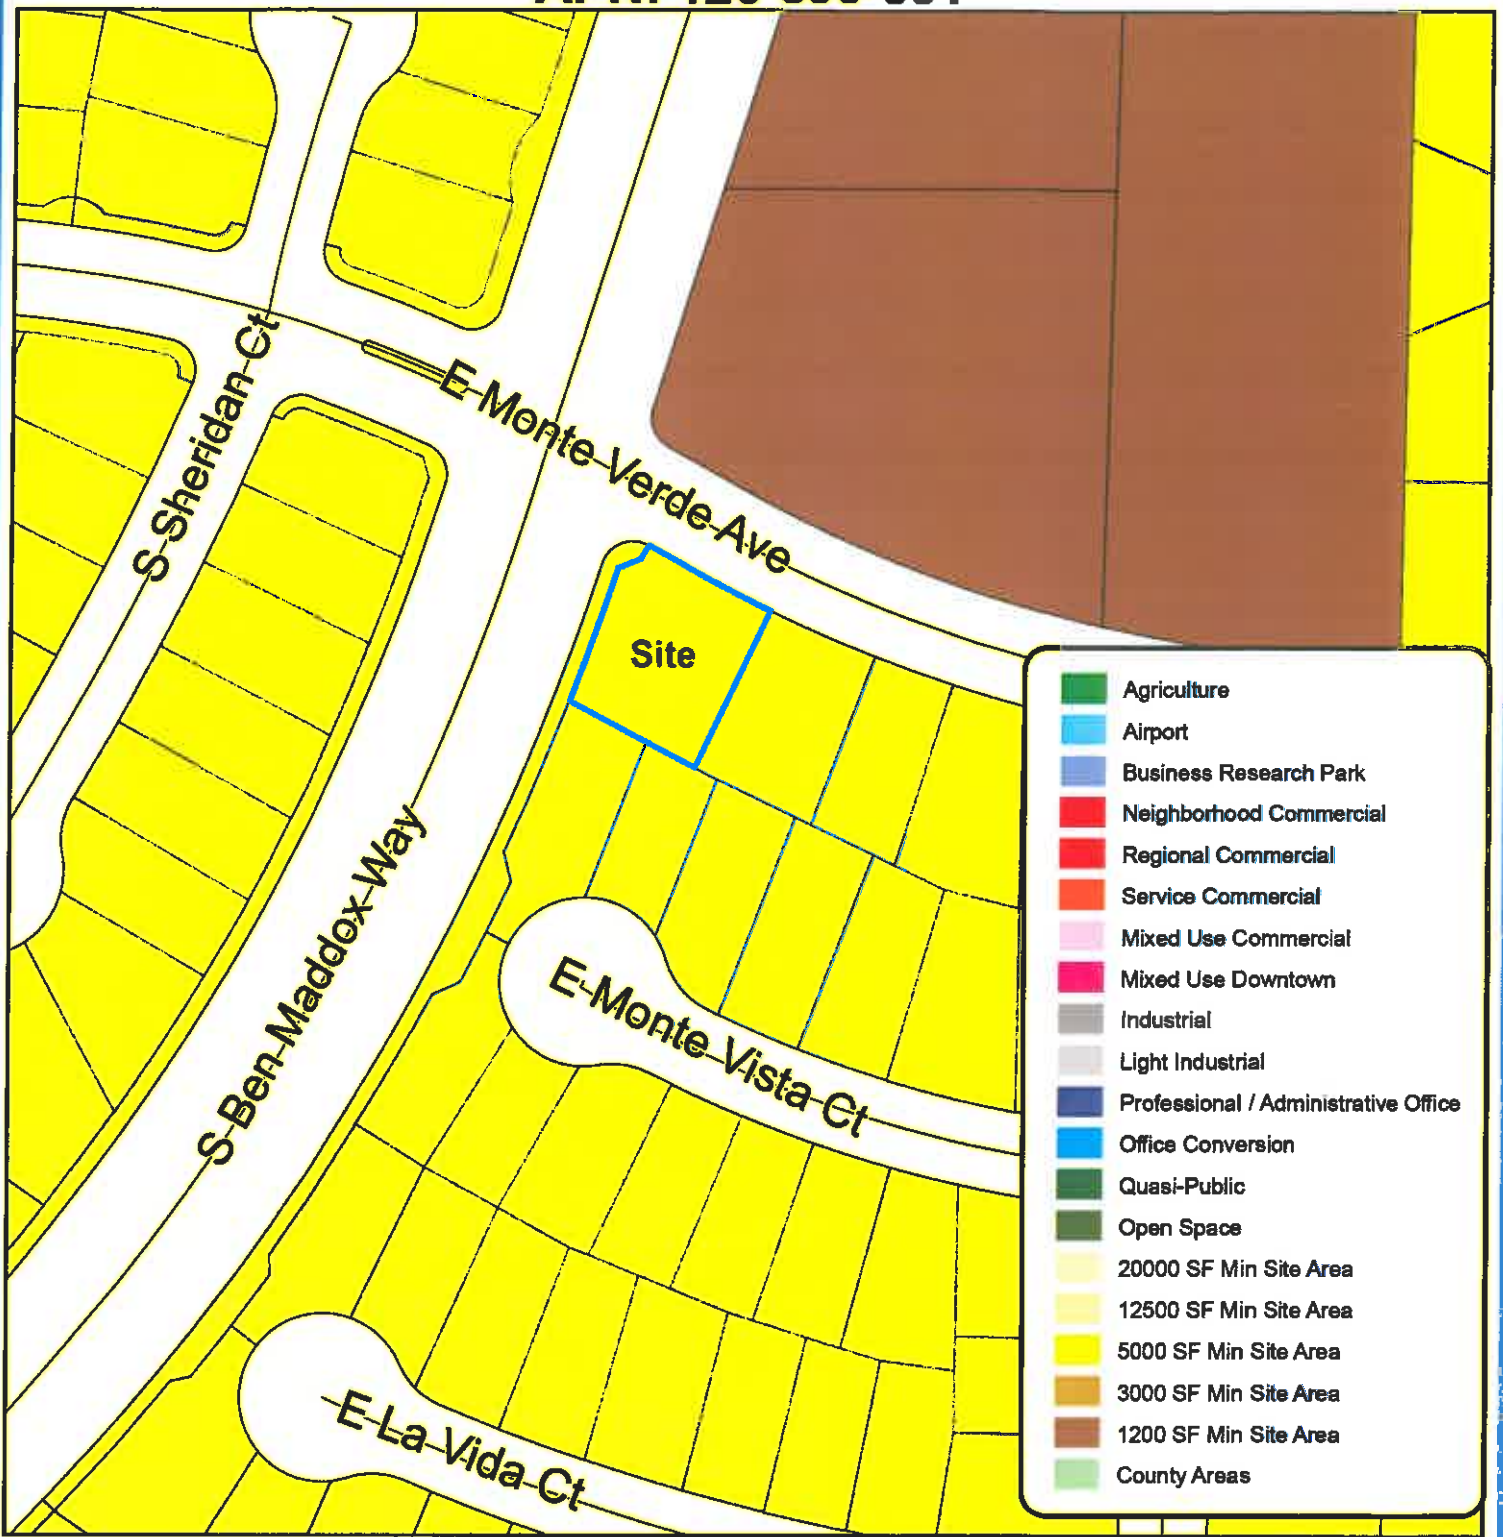 S Sheridan Ct
E Monte Verde Ave
Site
S Ben Maddox Way
E Monte Vista Ct
E La Vida Ct
Agriculture
Airport
Business Research Park
Neighborhood Commercial
Regional Commercial
Service Commercial
Mixed Use Commercial
Mixed Use Downtown
Industrial
Light Industrial
Professional / Administrative Office
Office Conversion
Quasi-Public
Open Space
20000 SF Min Site Area
12500 SF Min Site Area
5000 SF Min Site Area
3000 SF Min Site Area
1200 SF Min Site Area
County Areas